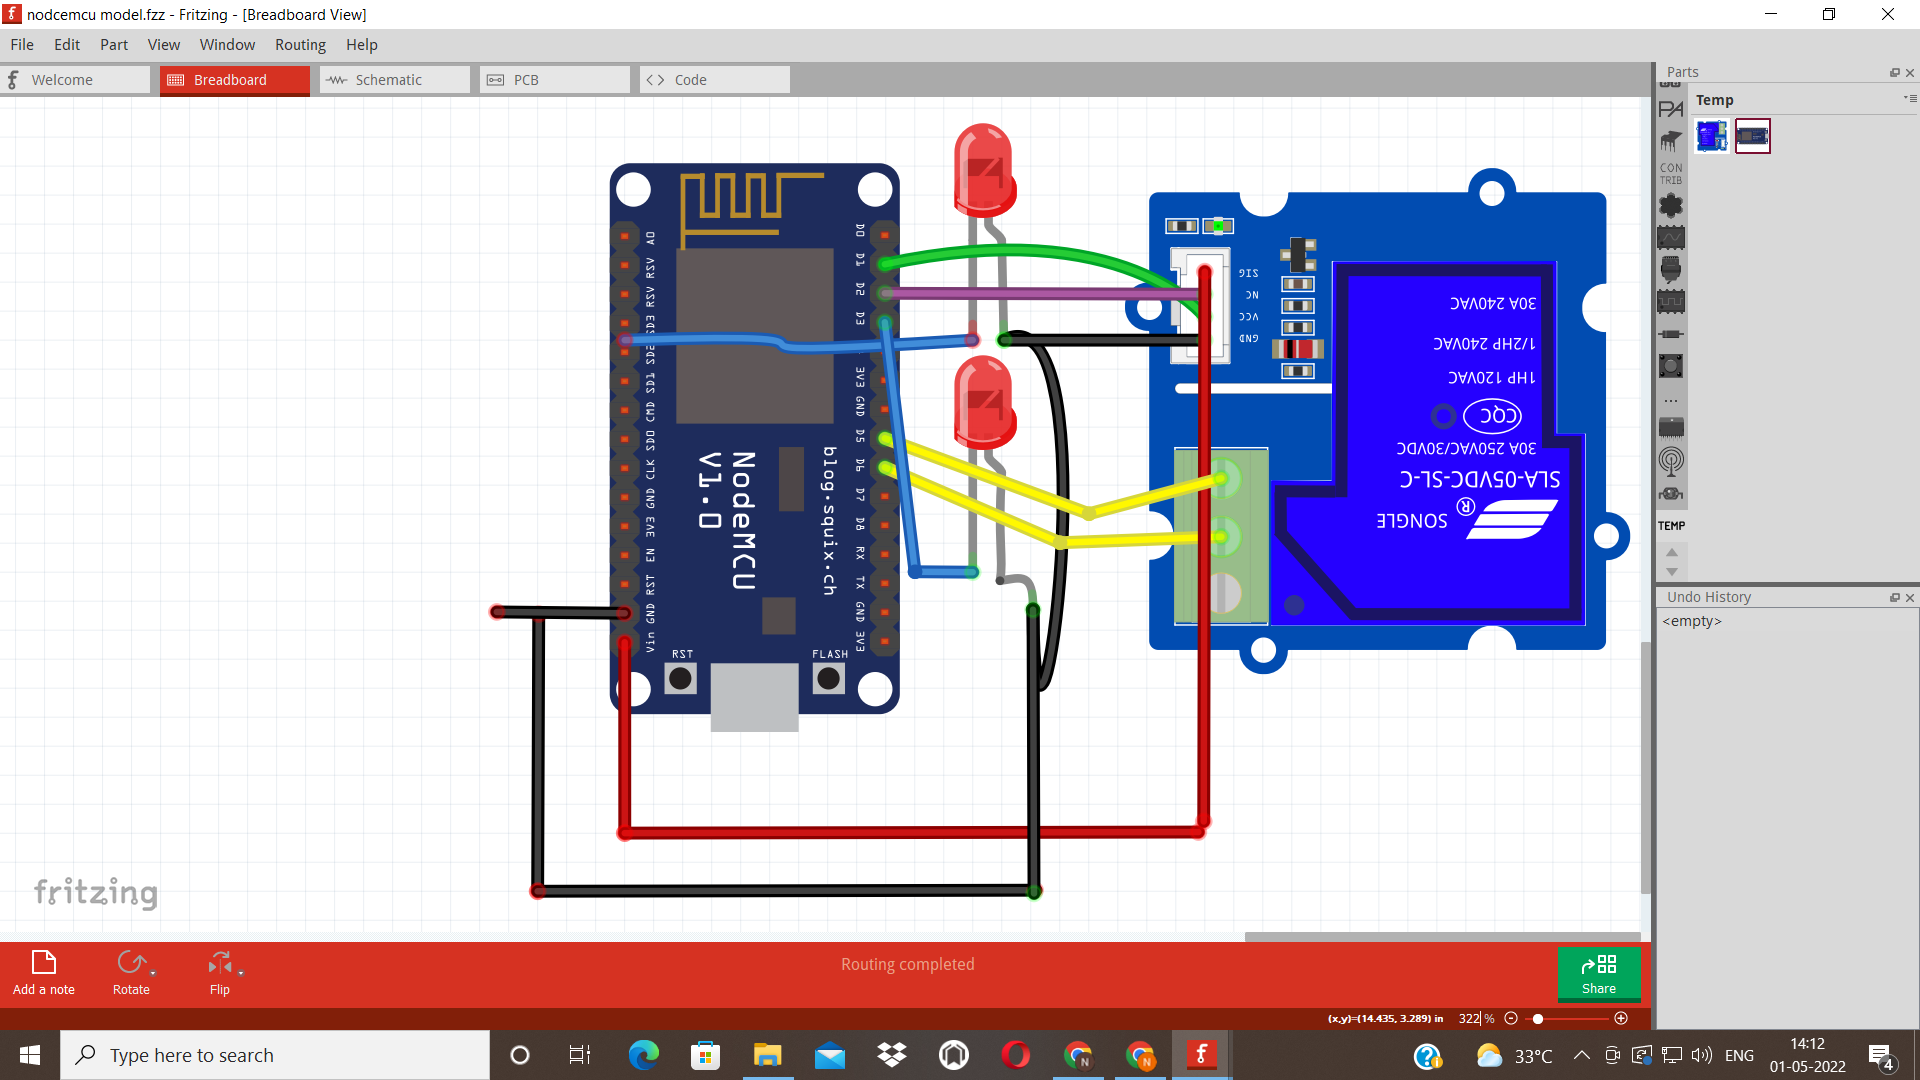 nodcemcu model.fzz - Fritzing - [Breadboard View]
File Edit Part View Window Routing Help
Welcome
Breadboard
Schematic
PCB
Code
Parts
Temp
CON
TRIB
...
TEMP
Undo History
<empty>
A0
RSV
RSV
SD3
SD2
SD1
CMD
SD0
CLK
GND
3V3
EN
RST
GND
Vin
D0
D1
D2
D3
3V3
GND
D5
D6
D7
D8
RX
TX
GND
3V3
NodeMCU
V1.0
blog.squix.ch
RST
FLASH
SIG
NC
VCC
GND
30A 240VAC
1/2HP 240VAC
1HP 120VAC
CQC
30A 250VAC/30VDC
SLA-05VDC-SL-C
SONGLE ®
fritzing
Add a note
Rotate
Flip
Routing completed
Share
(x,y)=(14.435, 3.289) in
322 %
Type here to search
33°C
ENG
14:12
01-05-2022
4